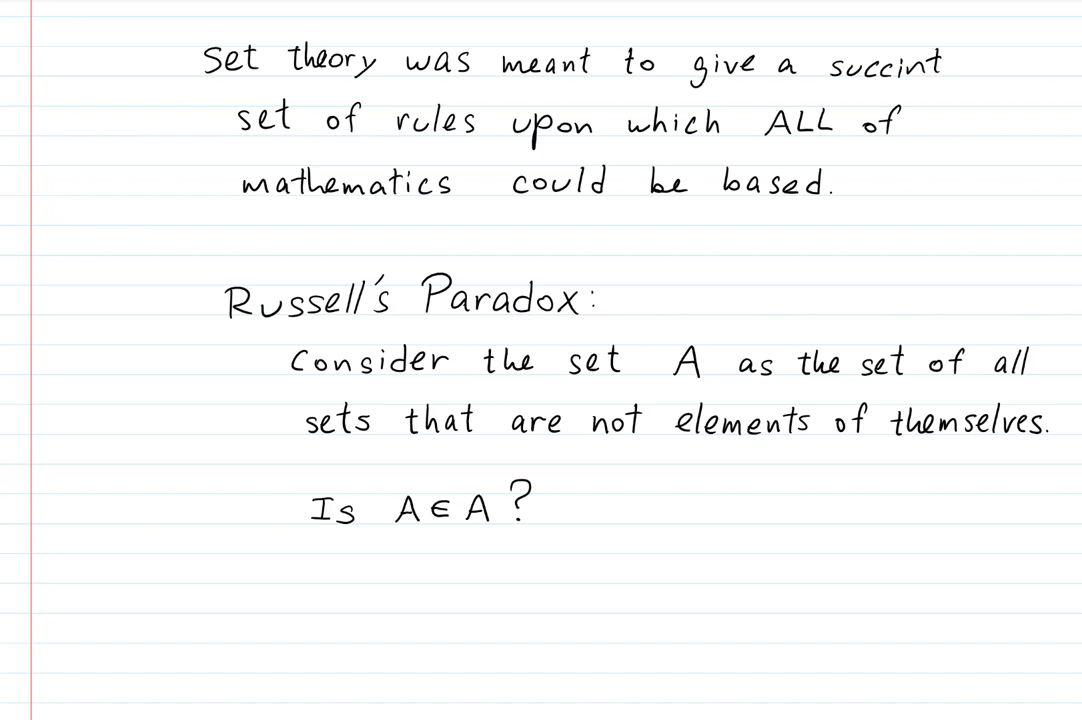 Set theory was meant to give a succint
set of rules upon which ALL of
mathematics could be based.
Russell's Paradox:
Consider the set A as the set of all
sets that are not elements of themselves.
Is A ∈ A ?